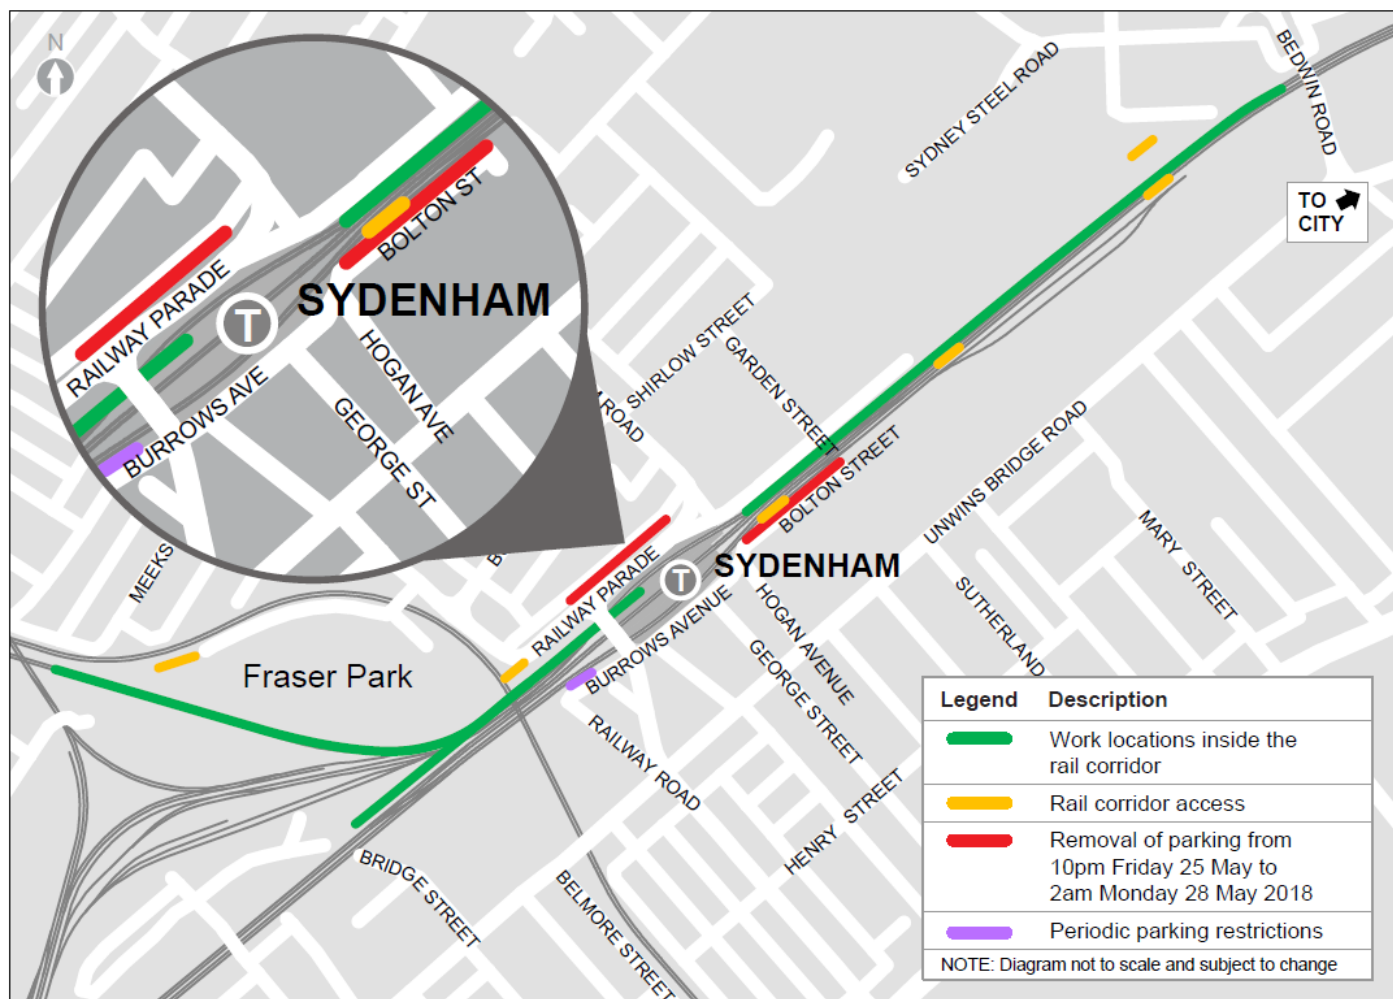 N
SYDNEY STEEL ROAD
BEDWIN ROAD
TO
CITY
BOLTON ST
RAILWAY PARADE
T
SYDENHAM
HOGAN AVE
BURROWS AVE
GEORGE ST
SHIRLOW STREET
ROAD
GARDEN STREET
BOLTON STREET
UNWINS BRIDGE ROAD
MARY STREET
MEEKS
SYDENHAM
T
RAILWAY PARADE
BURROWS AVENUE
HOGAN AVENUE
GEORGE STREET
SUTHERLAND
Fraser Park
RAILWAY ROAD
HENRY STREET
BRIDGE STREET
BELMORE STREET
Legend Description
Work locations inside the
rail corridor
Rail corridor access
Removal of parking from
10pm Friday 25 May to
2am Monday 28 May 2018
Periodic parking restrictions
NOTE: Diagram not to scale and subject to change